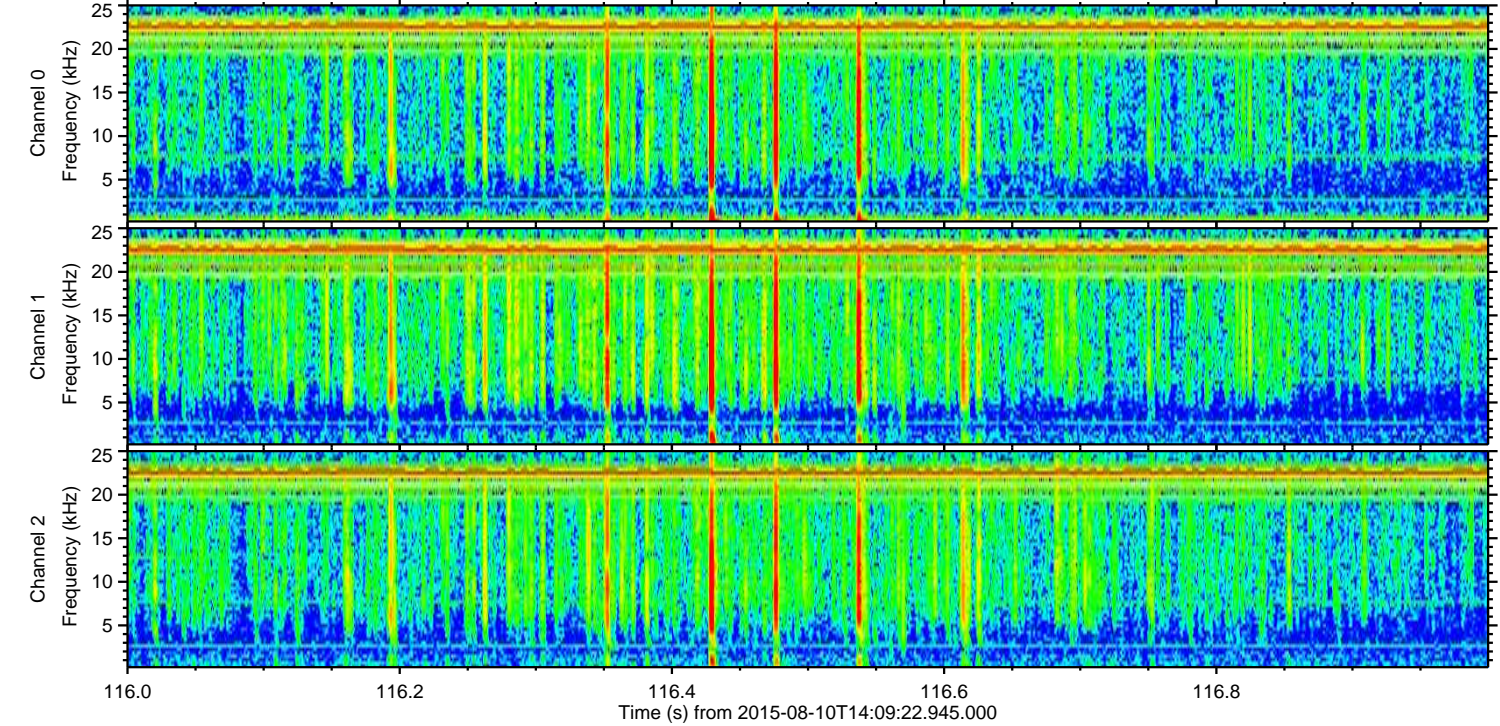 25
20
15
10
5
Channel 0
Frequency (kHz)
25
20
15
10
5
Channel 1
Frequency (kHz)
25
20
15
10
5
Channel 2
Frequency (kHz)
116.0 116.2 116.4 116.6 116.8
Time (s) from 2015-08-10T14:09:22.945.000